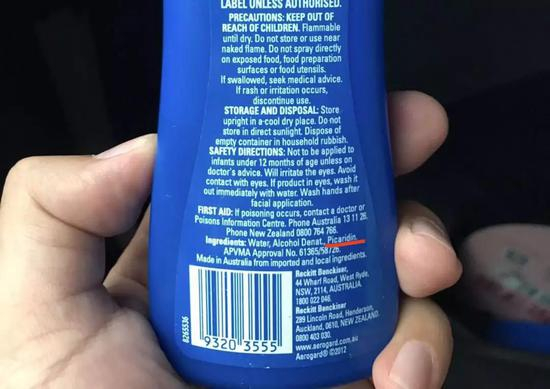 LABEL UNLESS AUTHORISED.
PRECAUTIONS: KEEP OUT OF
REACH OF CHILDREN. Flammable
until dry. Do not store or use near
naked flame. Do not spray directly
on exposed food, food preparation
surfaces or food utensils.
If swallowed, seek medical advice.
If rash or irritation occurs,
discontinue use.
STORAGE AND DISPOSAL: Store
upright in a cool dry place. Do not
store in direct sunlight. Dispose of
empty container in household rubbish.
SAFETY DIRECTIONS: Not to be applied to
infants under 12 months of age unless on
doctor's advice. Will irritate the eyes. Avoid
contact with eyes. If product in eyes, wash it
out immediately with water. Wash hands after
facial application.
FIRST AID: If poisoning occurs, contact a doctor or
Poisons Information Centre. Phone Australia 13 11 26.
Phone New Zealand 0800 764 766.
Ingredients: Water, Alcohol Denat., Picaridin.
APVMA Approval No. 61365/58726.
Made in Australia from imported and local ingredients.
Reckitt Benckiser,
44 Wharf Road, West Ryde,
NSW, 2114, AUSTRALIA.
1800 022 046.
Reckitt Benckiser
289 Lincoln Road, Henderson,
Auckland, 0610, NEW ZEALAND.
0800 403 030.
www.aerogard.com
Aerogard® ©2012
8265536
9320 3555